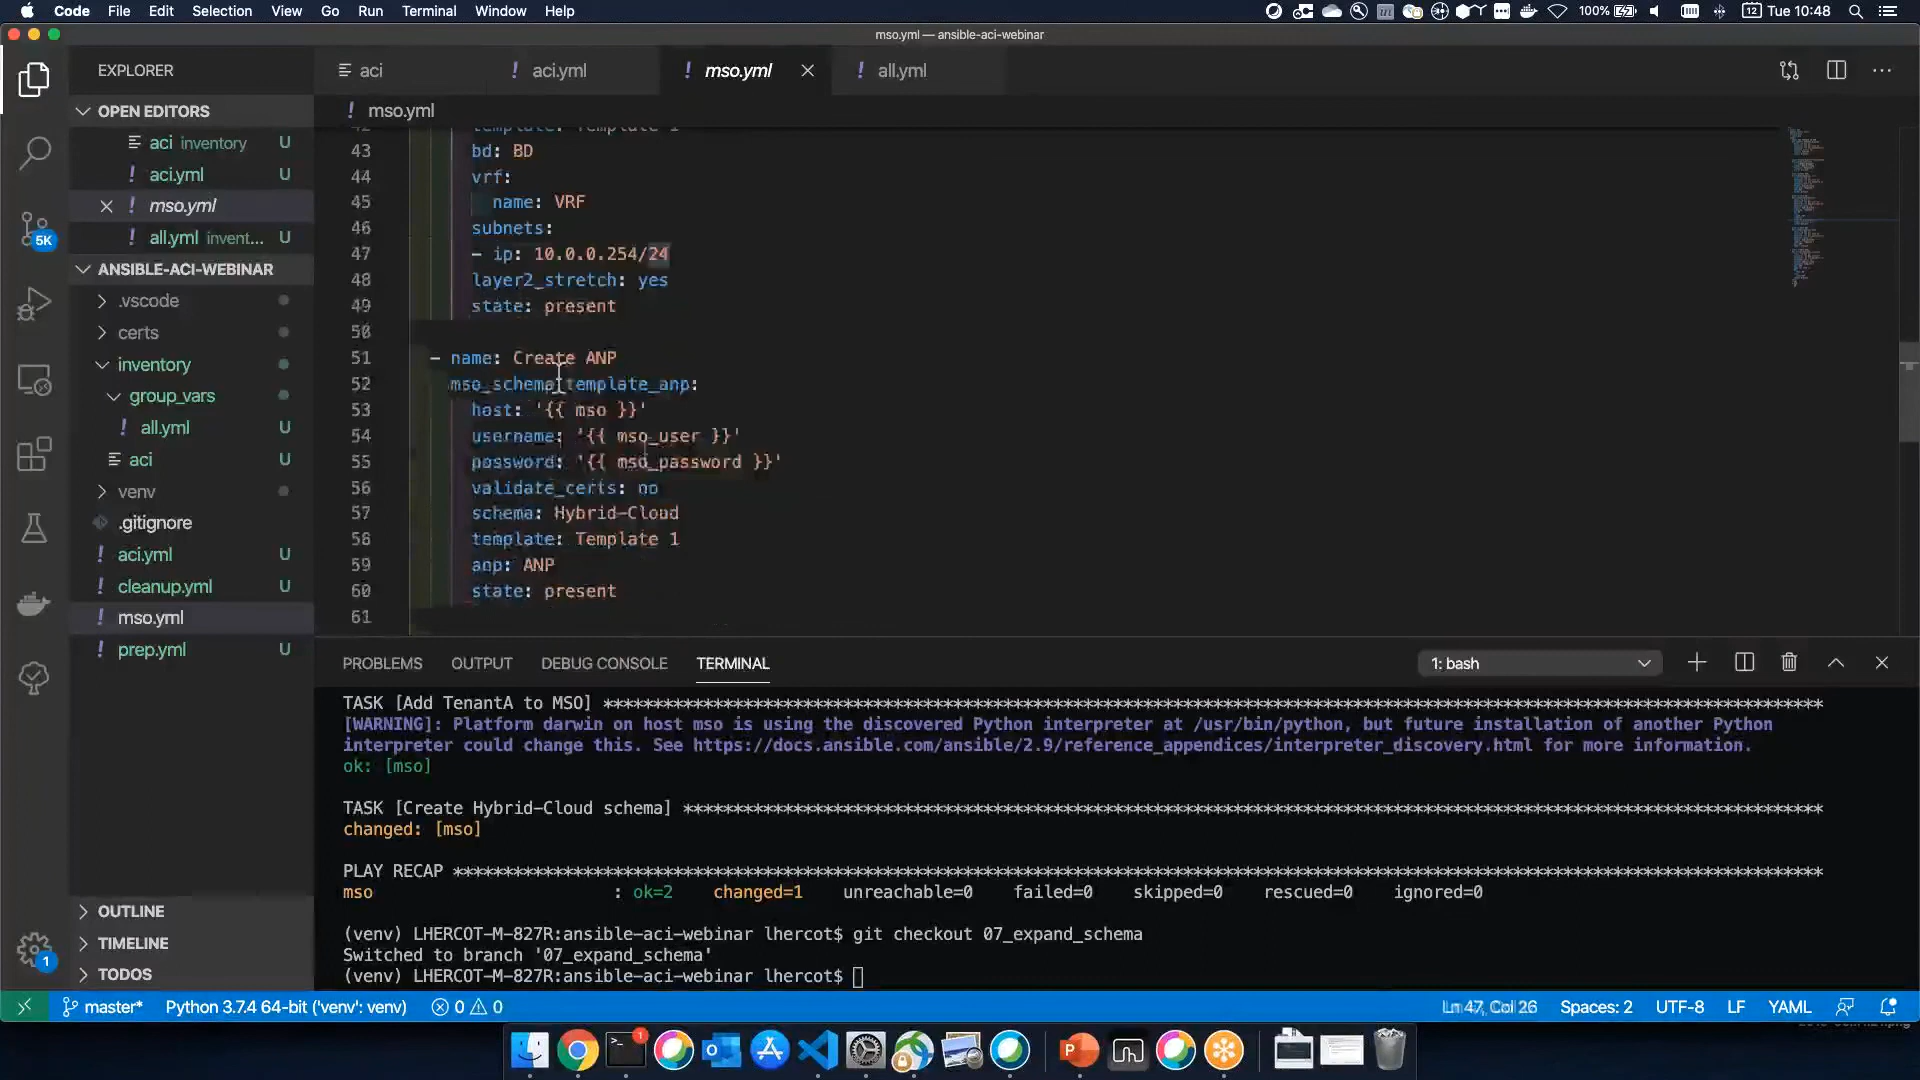 Code File Edit Selection View Go Run Terminal Window Help
100% 12 Tue 10:48
mso.yml — ansible-aci-webinar
EXPLORER
aci
! aci.yml
! mso.yml
! all.yml
OPEN EDITORS
! mso.yml
aci inventory U
! aci.yml U
! mso.yml
! all.yml invent... U
ANSIBLE-ACI-WEBINAR
.vscode
certs
inventory
group_vars
! all.yml U
aci U
venv
.gitignore
! aci.yml U
! cleanup.yml U
! mso.yml
! prep.yml U
OUTLINE
TIMELINE
TODOS
5K
1
42 template: Template 1
43 bd: BD
44 vrf:
45 name: VRF
46 subnets:
47 - ip: 10.0.0.254/24
48 layer2_stretch: yes
49 state: present
50
51 - name: Create ANP
52 mso_schema_template_anp:
53 host: '{{ mso }}'
54 username: '{{ mso_user }}'
55 password: '{{ mso_password }}'
56 validate_certs: no
57 schema: Hybrid-Cloud
58 template: Template 1
59 anp: ANP
60 state: present
61
PROBLEMS OUTPUT DEBUG CONSOLE TERMINAL 1: bash
TASK [Add TenantA to MSO] *********************************************************************************************************************
[WARNING]: Platform darwin on host mso is using the discovered Python interpreter at /usr/bin/python, but future installation of another Python
interpreter could change this. See https://docs.ansible.com/ansible/2.9/reference_appendices/interpreter_discovery.html for more information.
ok: [mso]
TASK [Create Hybrid-Cloud schema] *************************************************************************************************************
changed: [mso]
PLAY RECAP ************************************************************************************************************************************
mso : ok=2 changed=1 unreachable=0 failed=0 skipped=0 rescued=0 ignored=0
(venv) LHERCOT-M-827R:ansible-aci-webinar lhercot$ git checkout 07_expand_schema
Switched to branch '07_expand_schema'
(venv) LHERCOT-M-827R:ansible-aci-webinar lhercot$
master* Python 3.7.4 64-bit ('venv': venv) 0 0 Ln 47, Col 26 Spaces: 2 UTF-8 LF YAML
1